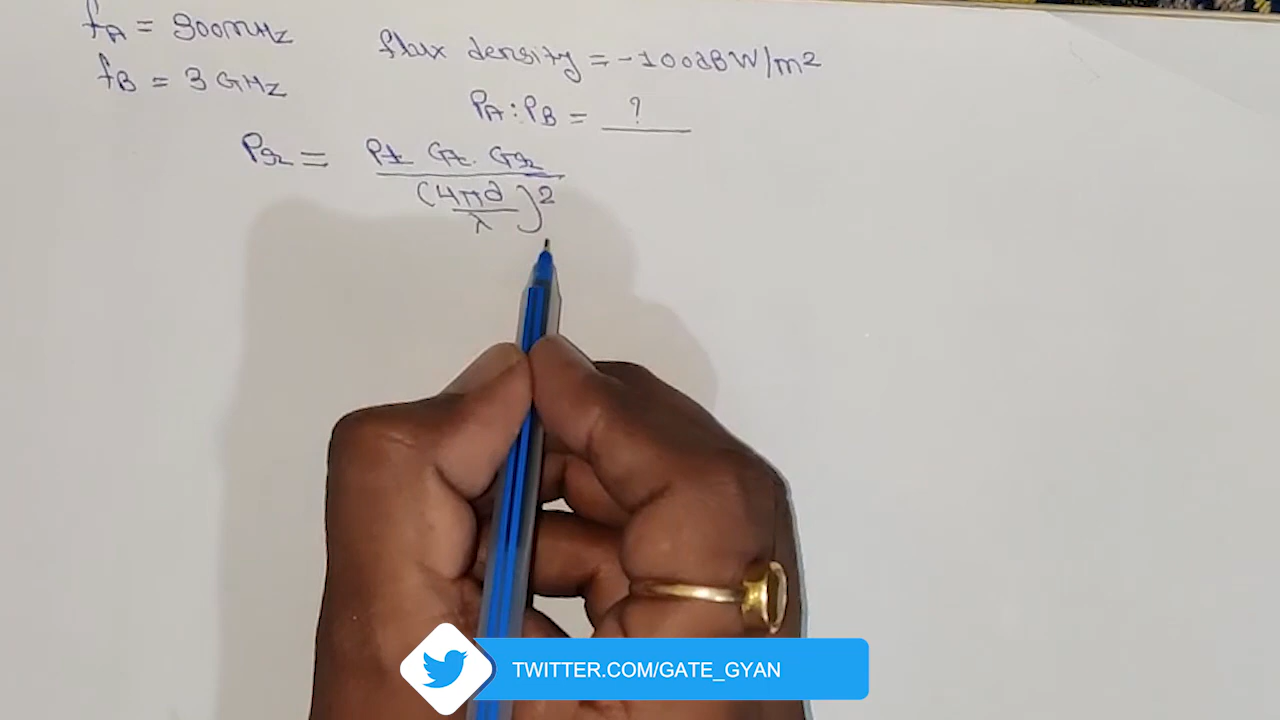 fA = 900MHz
fB = 3 GHz
flux density = -100dBW/m2
PA : PB = ?
Pr = Pt Gt. Gr
(4πd
λ )2
TWITTER.COM/GATE_GYAN